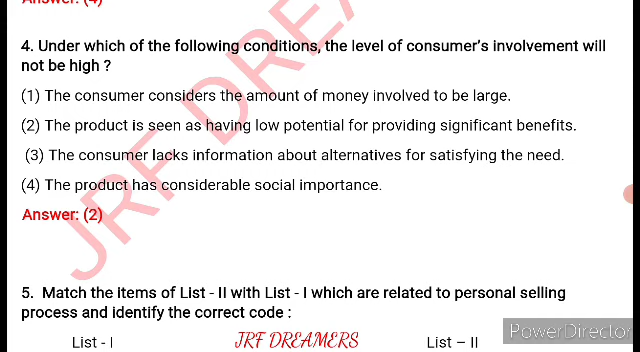 Answer: (4)
4. Under which of the following conditions, the level of consumer's involvement will
not be high ?
(1) The consumer considers the amount of money involved to be large.
(2) The product is seen as having low potential for providing significant benefits.
(3) The consumer lacks information about alternatives for satisfying the need.
(4) The product has considerable social importance.
Answer: (2)
JRF DREA
5. Match the items of List - II with List - I which are related to personal selling
process and identify the correct code :
List - I JRF DREAMERS List – II
PowerDirector